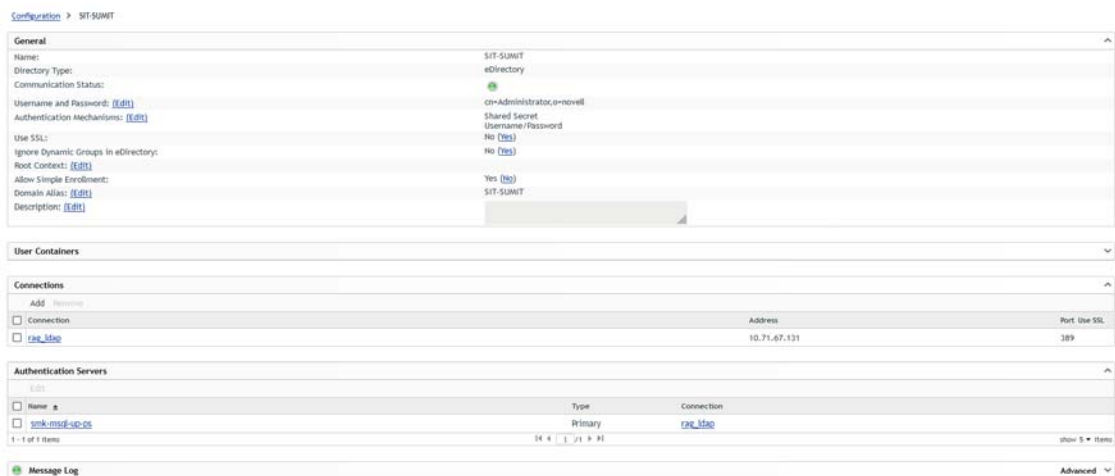 Configuration > SIT-SUMIT
General
Name: SIT-SUMIT
Directory Type: eDirectory
Communication Status:
Username and Password: (Edit) cn=Administrator,o=novell
Authentication Mechanisms: (Edit) Shared Secret
Username/Password
Use SSL: No (Yes)
Ignore Dynamic Groups in eDirectory: No (Yes)
Root Context: (Edit)
Allow Simple Enrollment: Yes (No)
Domain Alias: (Edit) SIT-SUMIT
Description: (Edit)
User Containers
Connections
Add Remove
Connection Address Port Use SSL
rag_ldap 10.71.67.131 389
Authentication Servers
Edit
Name Type Connection
smk-msql-up-ps Primary rag_ldap
1 - 1 of 1 items 1 /1 show 5 items
Message Log Advanced